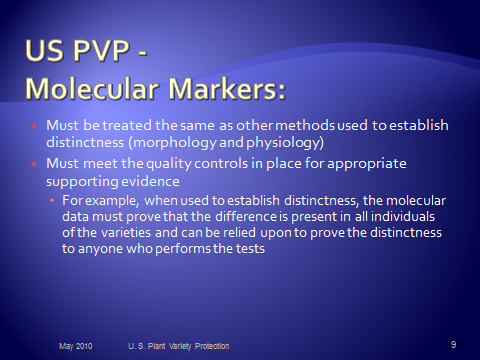 US PVP -
Molecular Markers:
• Must be treated the same as other methods used to establish
distinctness (morphology and physiology)
• Must meet the quality controls in place for appropriate
supporting evidence
• For example, when used to establish distinctness, the molecular
data must prove that the difference is present in all individuals
of the varieties and can be relied upon to prove the distinctness
to anyone who performs the tests
May 2010 U. S. Plant Variety Protection 9